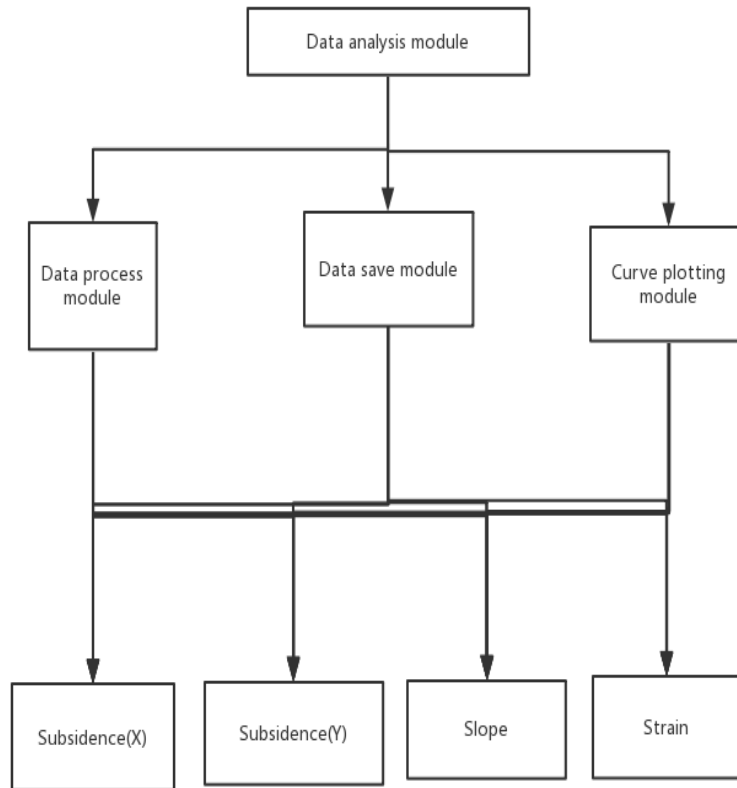 Data analysis module
Data process
module
Data save module
Curve plotting
module
Subsidence(X)
Subsidence(Y)
Slope
Strain